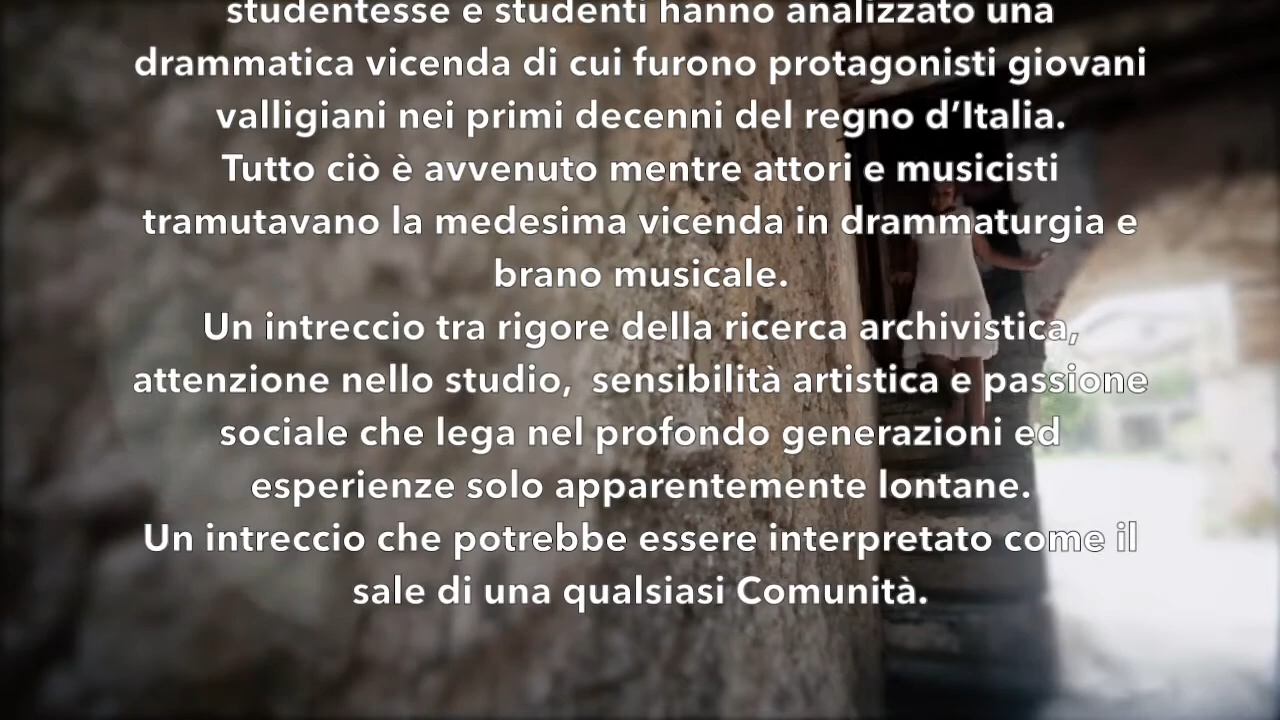 studentesse e studenti hanno analizzato una
drammatica vicenda di cui furono protagonisti giovani
valligiani nei primi decenni del regno d’Italia.
Tutto ciò è avvenuto mentre attori e musicisti
tramutavano la medesima vicenda in drammaturgia e
brano musicale.
Un intreccio tra rigore della ricerca archivistica,
attenzione nello studio,  sensibilità artistica e passione
sociale che lega nel profondo generazioni ed
esperienze solo apparentemente lontane.
Un intreccio che potrebbe essere interpretato come il
sale di una qualsiasi Comunità.